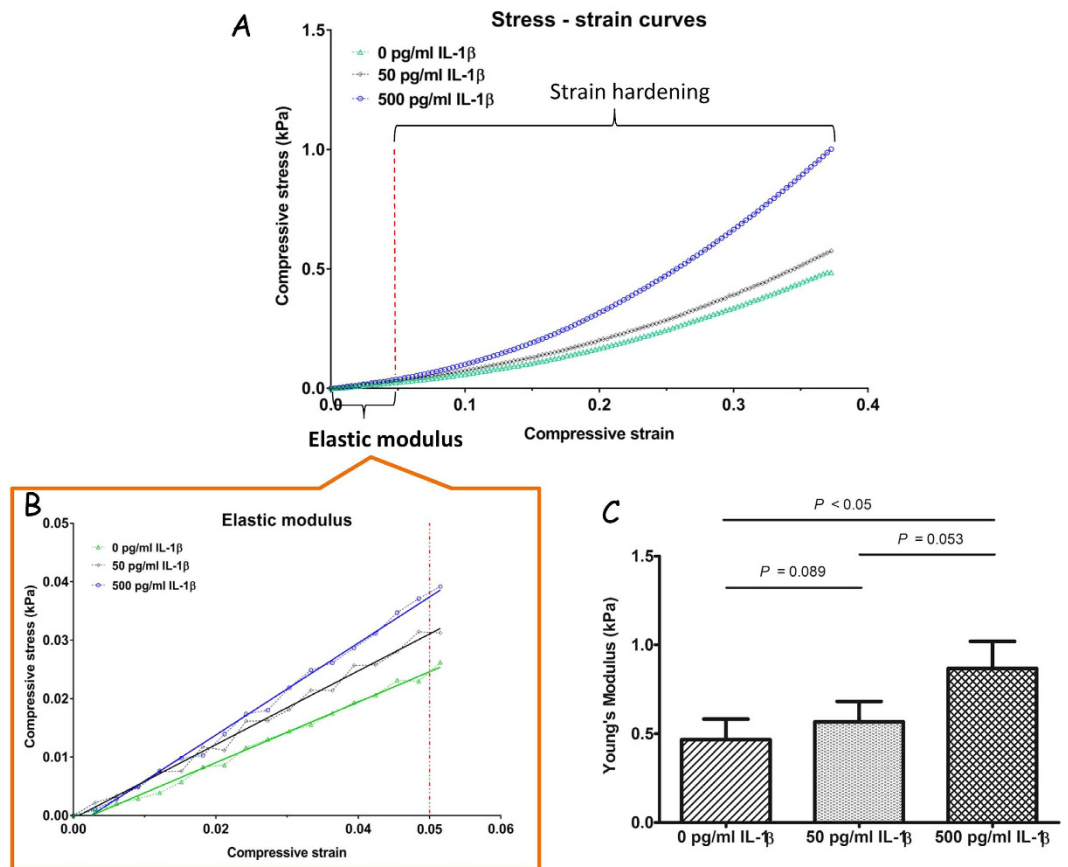 A
Stress - strain curves
1.5
0 pg/ml IL-1β
50 pg/ml IL-1β
500 pg/ml IL-1β
Strain hardening
Compressive stress (kPa)
1.0
0.5
0.0
0.0 0.1 0.2 0.3 0.4
Elastic modulus
Compressive strain
B
Elastic modulus
0.05
0 pg/ml IL-1β
50 pg/ml IL-1β
500 pg/ml IL-1β
Compressive stress (kPa)
0.04
0.03
0.02
0.01
0.00
0.00 0.02 0.04 0.05 0.06
Compressive strain
C
P < 0.05
P = 0.053
P = 0.089
Young's Modulus (kPa)
1.5
1.0
0.5
0.0
0 pg/ml IL-1β 50 pg/ml IL-1β 500 pg/ml IL-1β